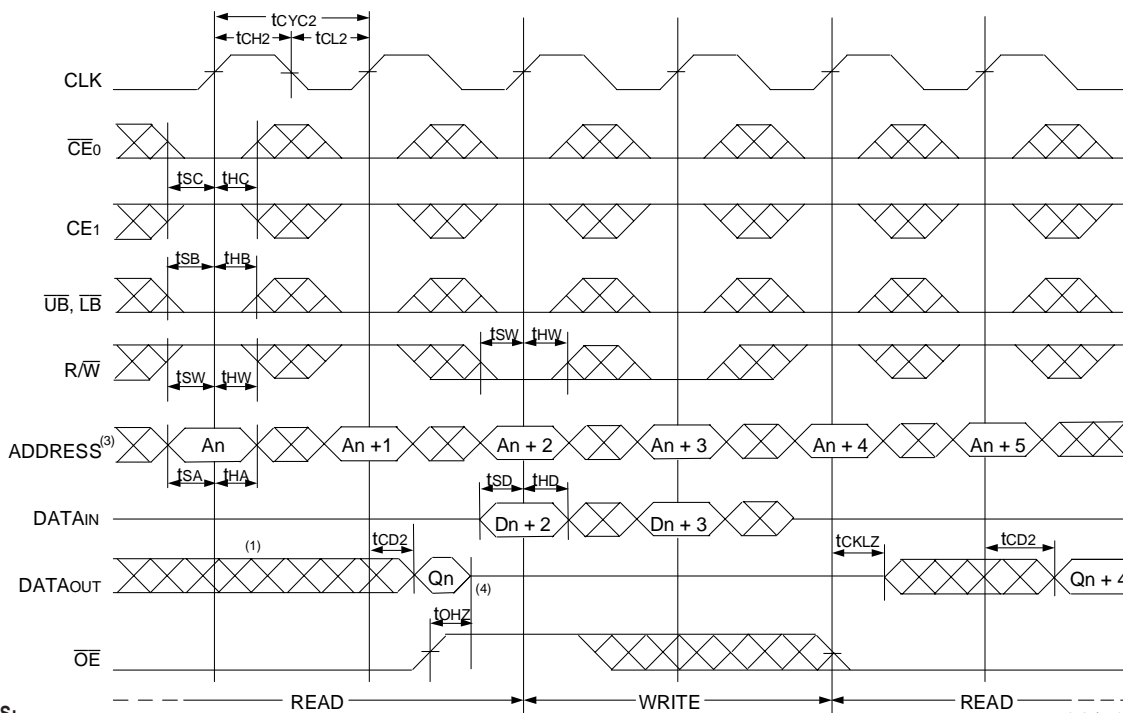 tCYC2
tCH2 tCL2
CLK
CE0
tSC tHC
CE1
tSB tHB
UB, LB
tSW tHW
R/W
tSW tHW
ADDRESS(3) An An +1 An + 2 An + 3 An + 4 An + 5
tSA tHA tSD tHD
DATAIN Dn + 2 Dn + 3
tCD2 tCKLZ tCD2
(1)
DATAOUT Qn (4) Qn + 4
tOHZ
OE
READ WRITE READ